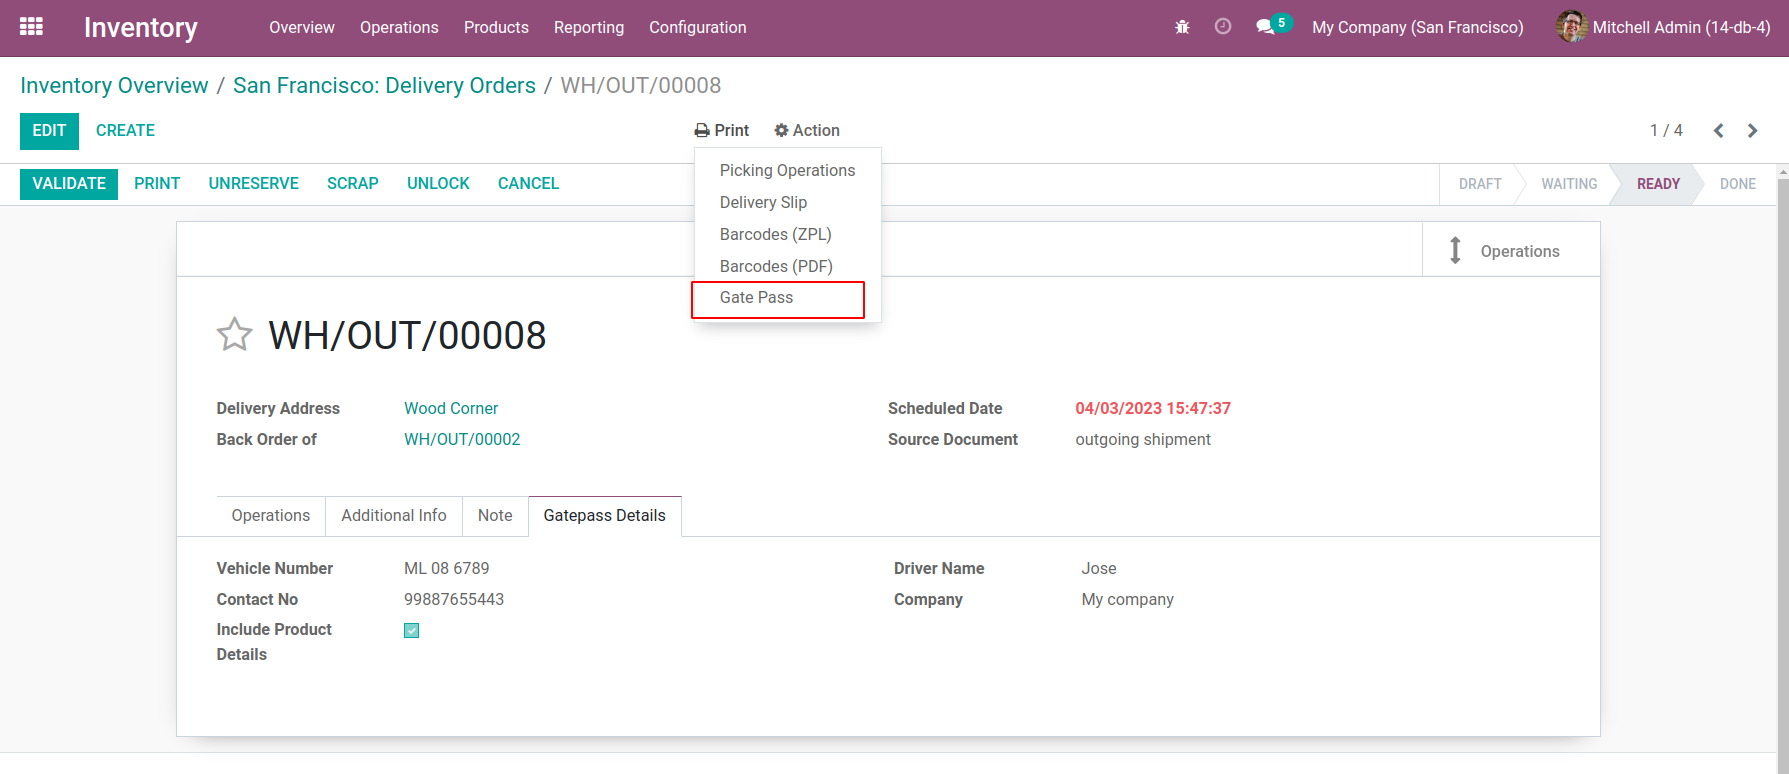 Inventory Overview Operations Products Reporting Configuration 5 My Company (San Francisco) Mitchell Admin (14-db-4)
Inventory Overview / San Francisco: Delivery Orders / WH/OUT/00008
EDIT CREATE Print Action 1 / 4
VALIDATE PRINT UNRESERVE SCRAP UNLOCK CANCEL DRAFT WAITING READY DONE
Picking Operations
Delivery Slip
Barcodes (ZPL)
Barcodes (PDF)
Gate Pass
Operations
WH/OUT/00008
Delivery Address Wood Corner Scheduled Date 04/03/2023 15:47:37
Back Order of WH/OUT/00002 Source Document outgoing shipment
Operations Additional Info Note Gatepass Details
Vehicle Number ML 08 6789 Driver Name Jose
Contact No 99887655443 Company My company
Include Product
Details